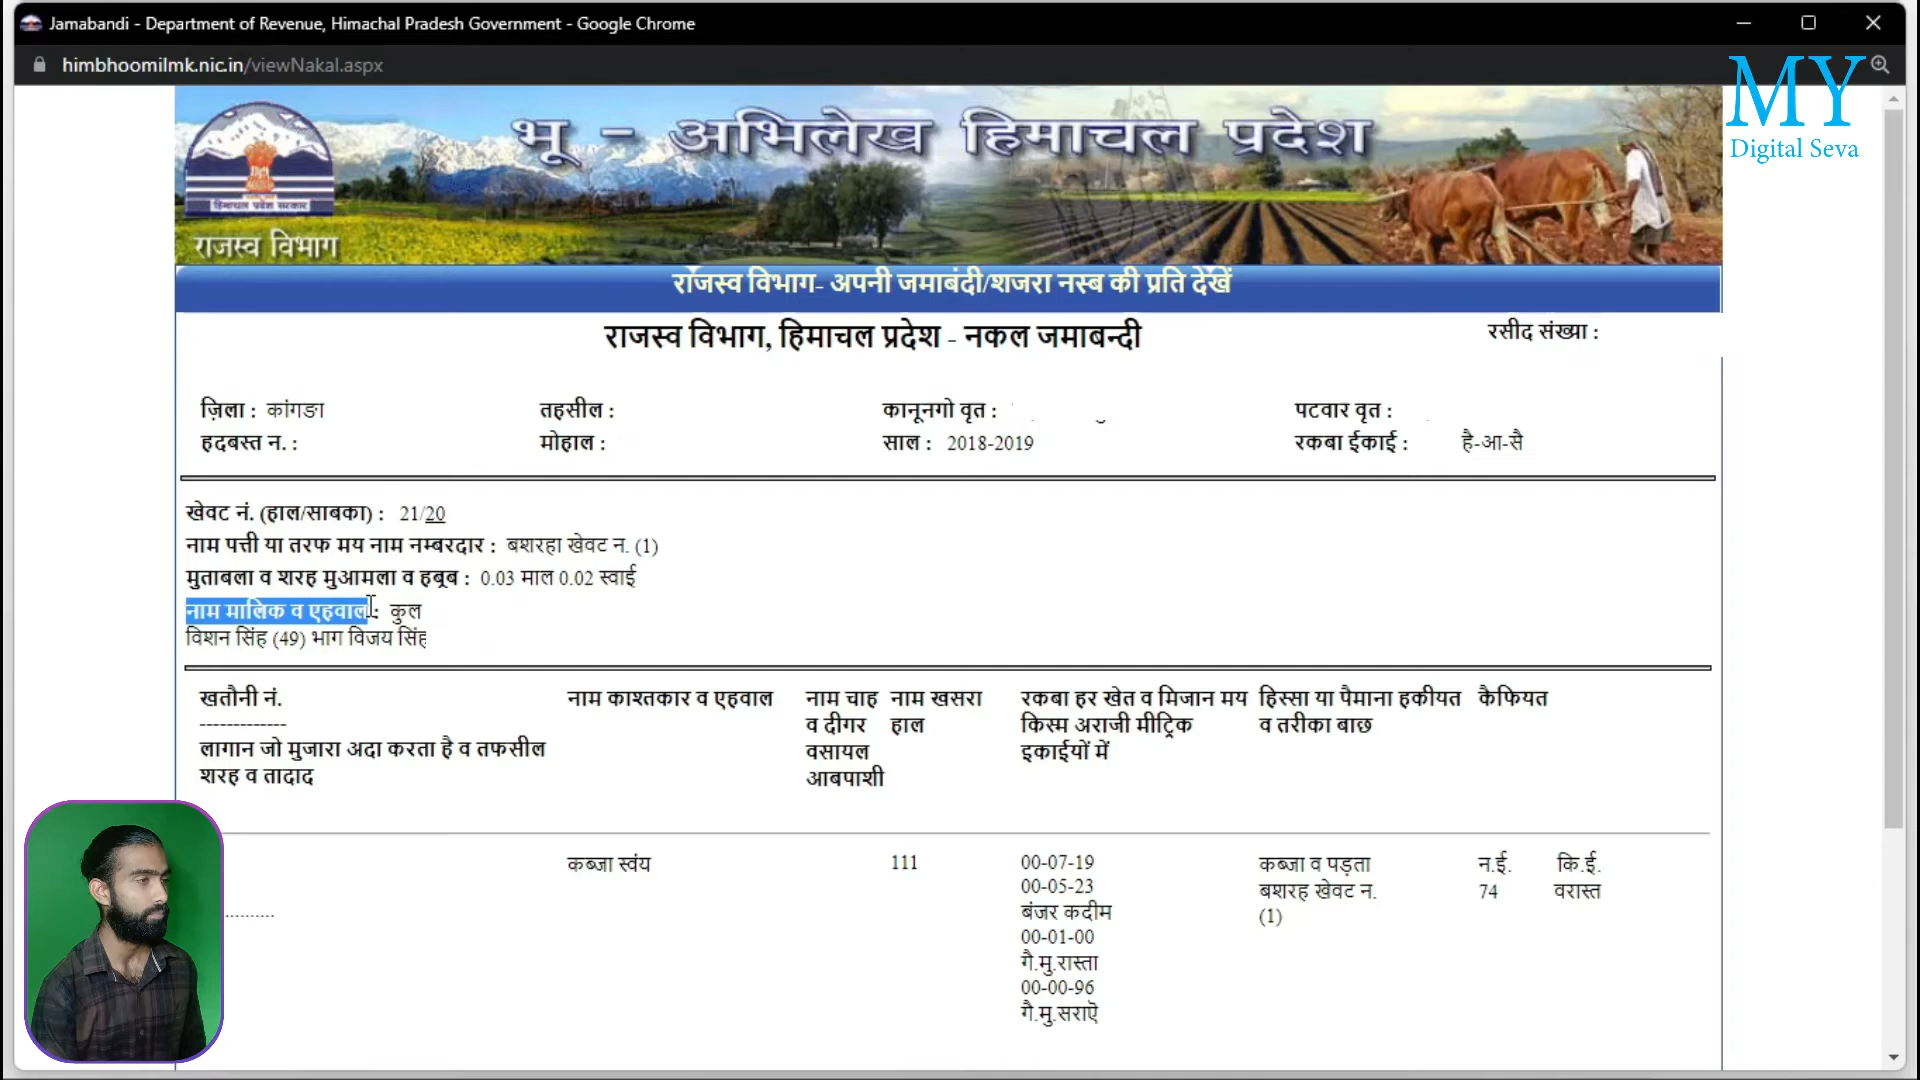 Jamabandi - Department of Revenue, Himachal Pradesh Government - Google Chrome
himbhoomilmk.nic.in/viewNakal.aspx
MY
Digital Seva
भू - अभिलेख हिमाचल प्रदेश
हिमाचल प्रदेश सरकार
राजस्व विभाग
राजस्व विभाग- अपनी जमाबंदी/शजरा नस्ब की प्रति देखें
राजस्व विभाग, हिमाचल प्रदेश - नकल जमाबन्दी रसीद संख्या :
ज़िला : कांगड़ा तहसील : कानूनगो वृत : पटवार वृत :
हदबस्त न. : मोहाल : साल : 2018-2019 रकबा ईकाई : है-आ-सै
खेवट नं. (हाल/साबका) : 21/20
नाम पत्ती या तरफ मय नाम नम्बरदार : बशरहा खेवट न. (1)
मुताबला व शरह मुआमला व हबूब : 0.03 माल 0.02 स्वाई
नाम मालिक व एहवाल : कुल
विशन सिंह (49) भाग विजय सिंह
खतौनी नं. नाम काश्तकार व एहवाल नाम चाह नाम खसरा रकबा हर खेत व मिजान मय हिस्सा या पैमाना हकीयत कैफियत
------------- व दीगर हाल किस्म अराजी मीट्रिक व तरीका बाछ
लागान जो मुजारा अदा करता है व तफसील वसायल इकाईयों में
शरह व तादाद आबपाशी
कब्जा स्वंय 111 00-07-19 कब्जा व पड़ता न.ई. कि.ई.
00-05-23 बशरह खेवट न. 74 वरास्त
बंजर कदीम (1)
00-01-00
गै.मु.रास्ता
00-00-96
गै.मु.सराऐ